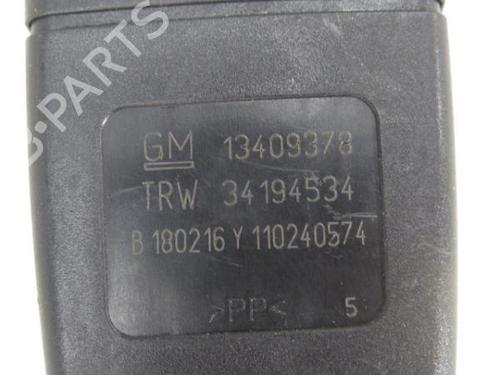 GM 13409378
TRW 34194534
B 180216 Y 110240574
>PP< 5
B-PARTS